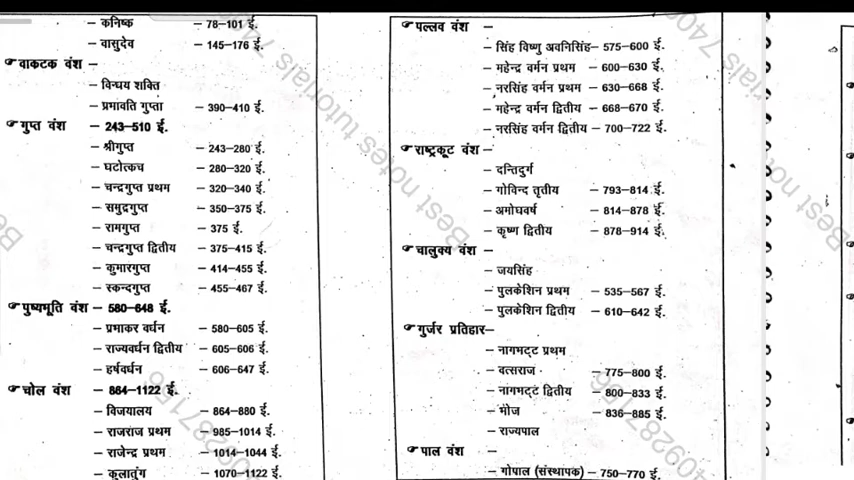 – कनिष्क – 78–101 ई.
– वासुदेव – 145–176 ई.
☞ वाकटक वंश –
– विन्धय शक्ति
– प्रभावति गुप्ता – 390–410 ई.
☞ गुप्त वंश – 243–510 ई.
– श्रीगुप्त – 243–280 ई.
– घटोत्कच – 280–320 ई.
– चन्द्रगुप्त प्रथम – 320–340 ई.
– समुद्रगुप्त – 350–375 ई.
– रामगुप्त – 375 ई.
– चन्द्रगुप्त द्वितीय – 375–415 ई.
– कुमारगुप्त – 414–455 ई.
– स्कन्दगुप्त – 455–467 ई.
☞ पुष्यभूति वंश – 580–648 ई.
– प्रभाकर वर्धन – 580–605 ई.
– राज्यवर्धन द्वितीय – 605–606 ई.
– हर्षवर्धन – 606–647 ई.
☞ चोल वंश – 864–1122 ई.
– विजयालय – 864–880 ई.
– राजराज प्रथम – 985–1014 ई.
– राजेन्द्र प्रथम – 1014–1044 ई.
– कुलातुंग – 1070–1122 ई.
☞ पल्लव वंश –
– सिंह विष्णु अवनिसिंह– 575–600 ई.
– महेन्द्र वर्मन प्रथम – 600–630 ई.
– नरसिंह वर्मन प्रथम – 630–668 ई.
– महेन्द्र वर्मन द्वितीय – 668–670 ई.
– नरसिंह वर्मन द्वितीय – 700–722 ई.
☞ राष्ट्रकूट वंश –
– दन्तिदुर्ग
– गोविन्द तृतीय – 793–814 ई.
– अमोघवर्ष – 814–878 ई.
– कृष्ण द्वितीय – 878–914 ई.
☞ चालुक्य वंश –
– जयसिंह
– पुलकेशिन प्रथम – 535–567 ई.
– पुलकेशिन द्वितीय – 610–642 ई.
☞ गुर्जर प्रतिहार–
– नागभट्ट प्रथम
– वत्सराज – 775–800 ई.
– नागभट्ट द्वितीय – 800–833 ई.
– भोज – 836–885 ई.
– राज्यपाल
☞ पाल वंश –
– गोपाल (संस्थापक) – 750–770 ई.
Best notes tutorials 7409
Best not